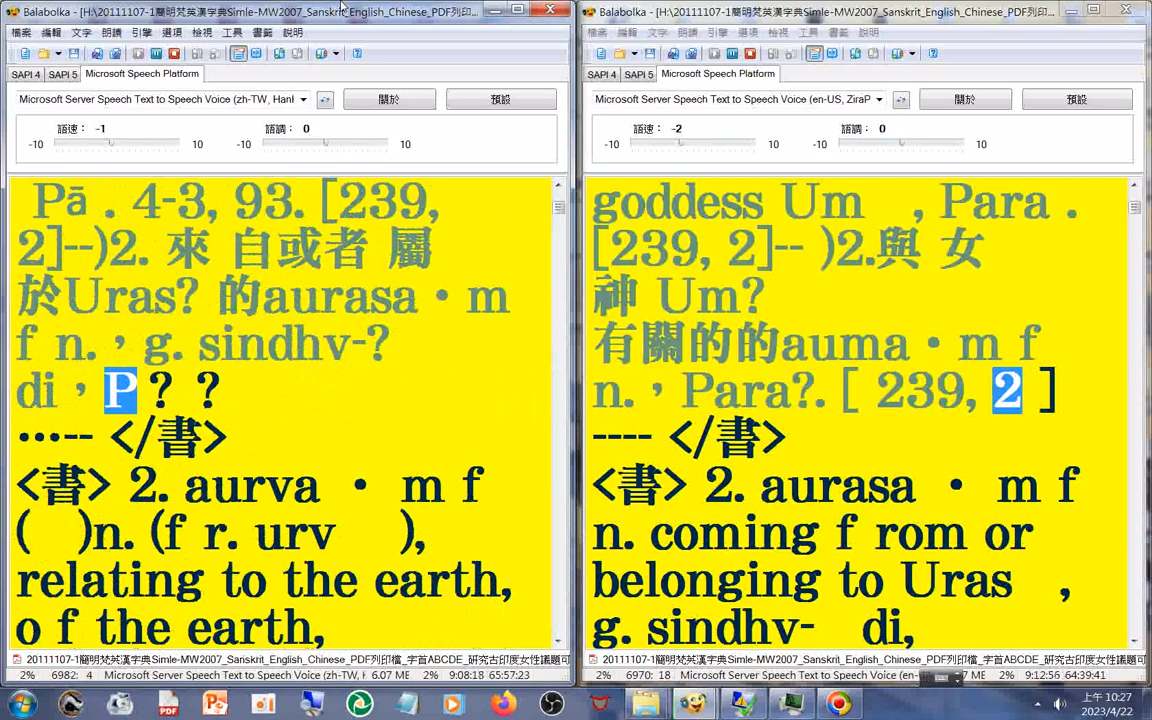 Balabolka - [H:\20111107-1簡明梵英漢字典Simle-MW2007_Sanskrit_English_Chinese_PDF列印...
檔案 編輯 文字 朗讀 引擎 選項 檢視 工具 書籤 說明
SAPI 4 SAPI 5 Microsoft Speech Platform
Microsoft Server Speech Text to Speech Voice (zh-TW, Hanl 關於 預設
語速： -1 語調： 0
-10 10 -10 10
Pā . 4-3, 93. [239,
2]--)2. 來 自或者 屬
於Uras? 的aurasa・m
f n.，g. sindhv-?
di，P ? ?
…-- </書>
<書> 2. aurva ・ m f
( )n. (f r. urv ),
relating to the earth,
o f the earth,
20111107-1簡明梵英漢字典Simle-MW2007_Sanskrit_English_Chinese_PDF列印檔_字首ABCDE_研究古印度女性議題可
2% 6982: 4 Microsoft Server Speech Text to Speech Voice (zh-TW, H 6.07 MB 2% 9:08:18 65:57:23
Balabolka - [H:\20111107-1簡明梵英漢字典Simle-MW2007_Sanskrit_English_Chinese_PDF列印...
檔案 編輯 文字 朗讀 引擎 選項 檢視 工具 書籤 說明
SAPI 4 SAPI 5 Microsoft Speech Platform
Microsoft Server Speech Text to Speech Voice (en-US, ZiraP 關於 預設
語速： -2 語調： 0
-10 10 -10 10
goddess Um , Para .
[239, 2]-- )2.與 女
神 Um?
有關的的auma・m f
n.，Para?. [ 239, 2 ]
---- </書>
<書> 2. aurasa ・ m f
n. coming f rom or
belonging to Uras ,
g. sindhv- di,
20111107-1簡明梵英漢字典Simle-MW2007_Sanskrit_English_Chinese_PDF列印檔_字首ABCDE_研究古印度女性議題可
2% 6970: 18 Microsoft Server Speech Text to Speech Voice 7 MB 2% 9:12:56 64:39:41
上午 10:27
2023/4/22